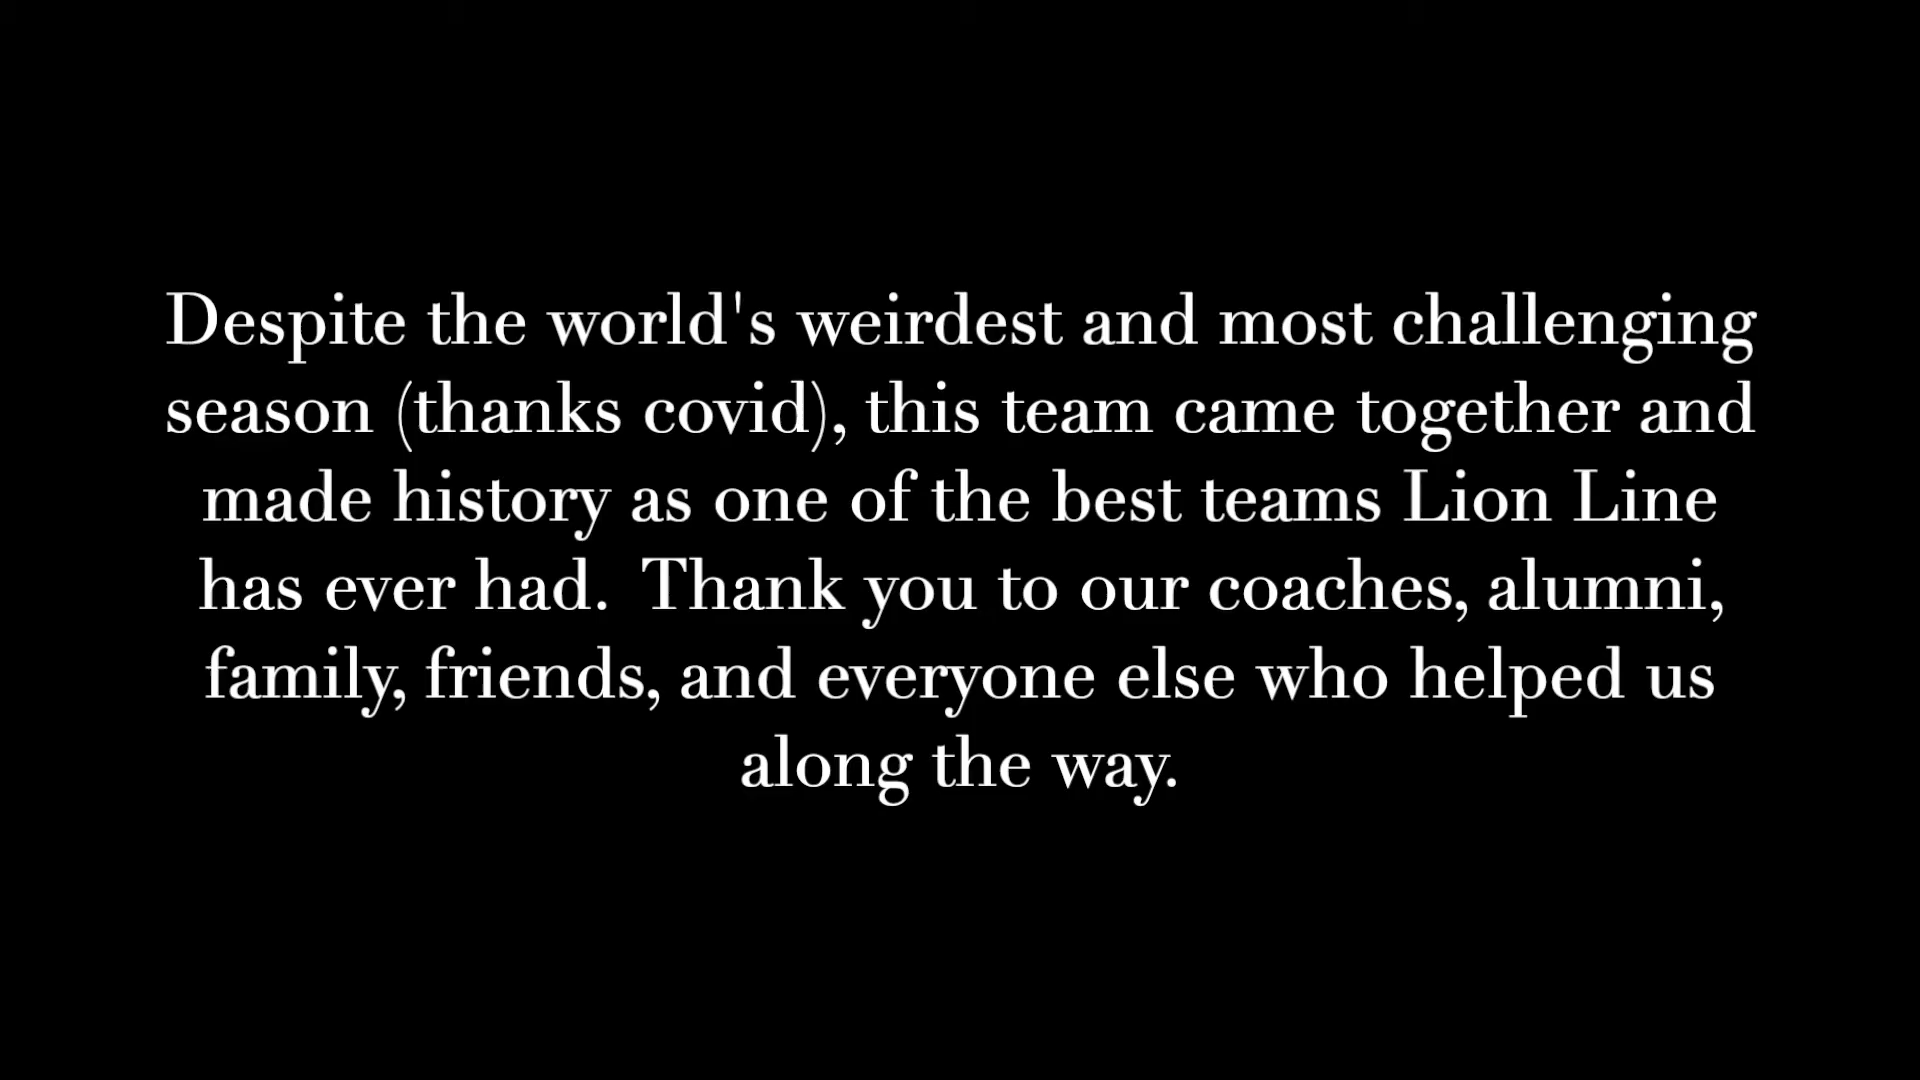 Despite the world's weirdest and most challenging
season (thanks covid), this team came together and
made history as one of the best teams Lion Line
has ever had.  Thank you to our coaches, alumni,
family, friends, and everyone else who helped us
along the way.